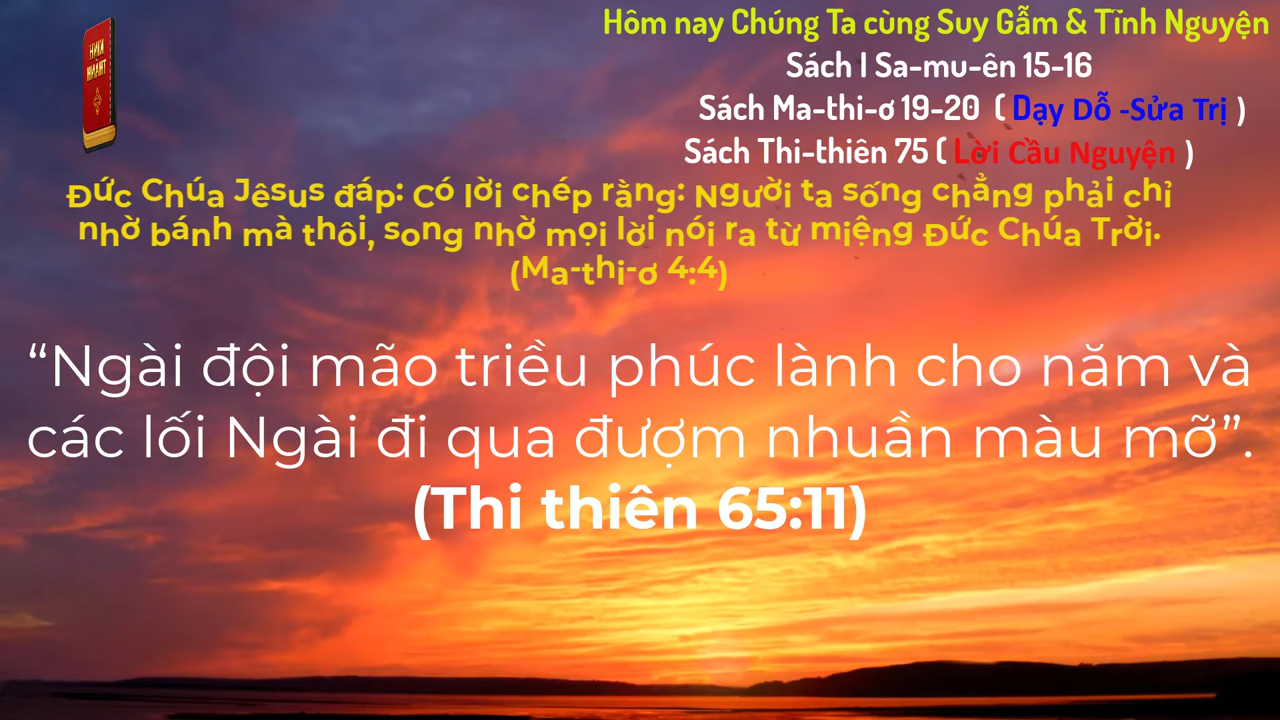 KINH
THÁNH
Hôm nay Chúng Ta cùng Suy Gẫm & Tĩnh Nguyện
Sách I Sa-mu-ên 15-16
Sách Ma-thi-ơ 19-20 ( Dạy Dỗ -Sửa Trị )
Sách Thi-thiên 75 ( Lời Cầu Nguyện )
Đức Chúa Jêsus đáp: Có lời chép rằng: Người ta sống chẳng phải chỉ
nhờ bánh mà thôi, song nhờ mọi lời nói ra từ miệng Đức Chúa Trời.
(Ma-thi-ơ 4:4)
“Ngài đội mão triều phúc lành cho năm và
các lối Ngài đi qua đượm nhuần màu mỡ”.
(Thi thiên 65:11)